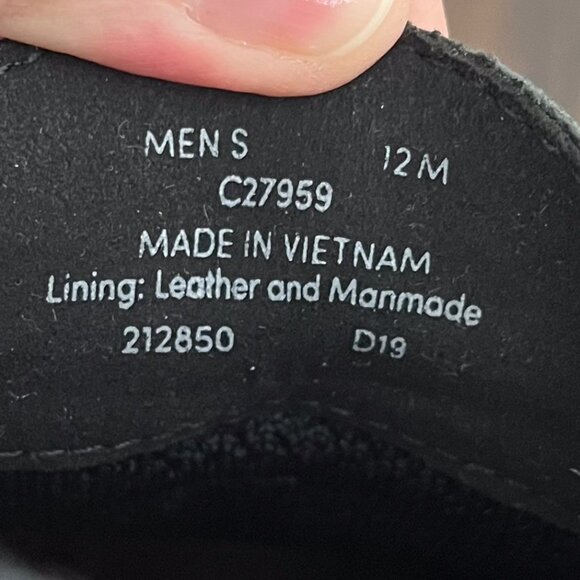 MEN S 12 M
C27959
MADE IN VIETNAM
Lining: Leather and Manmade
212850 D19